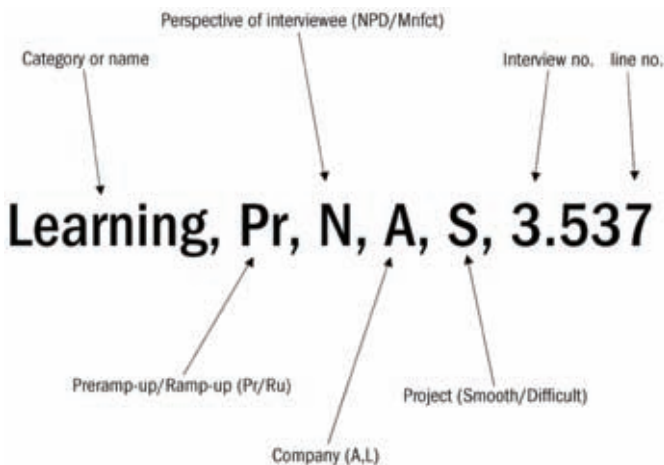 Perspective of interviewee (NPD/Mnfct)
Category or name
Interview no. line no.
Learning, Pr, N, A, S, 3.537
Preramp-up/Ramp-up (Pr/Ru)
Project (Smooth/Difficult)
Company (A,L)